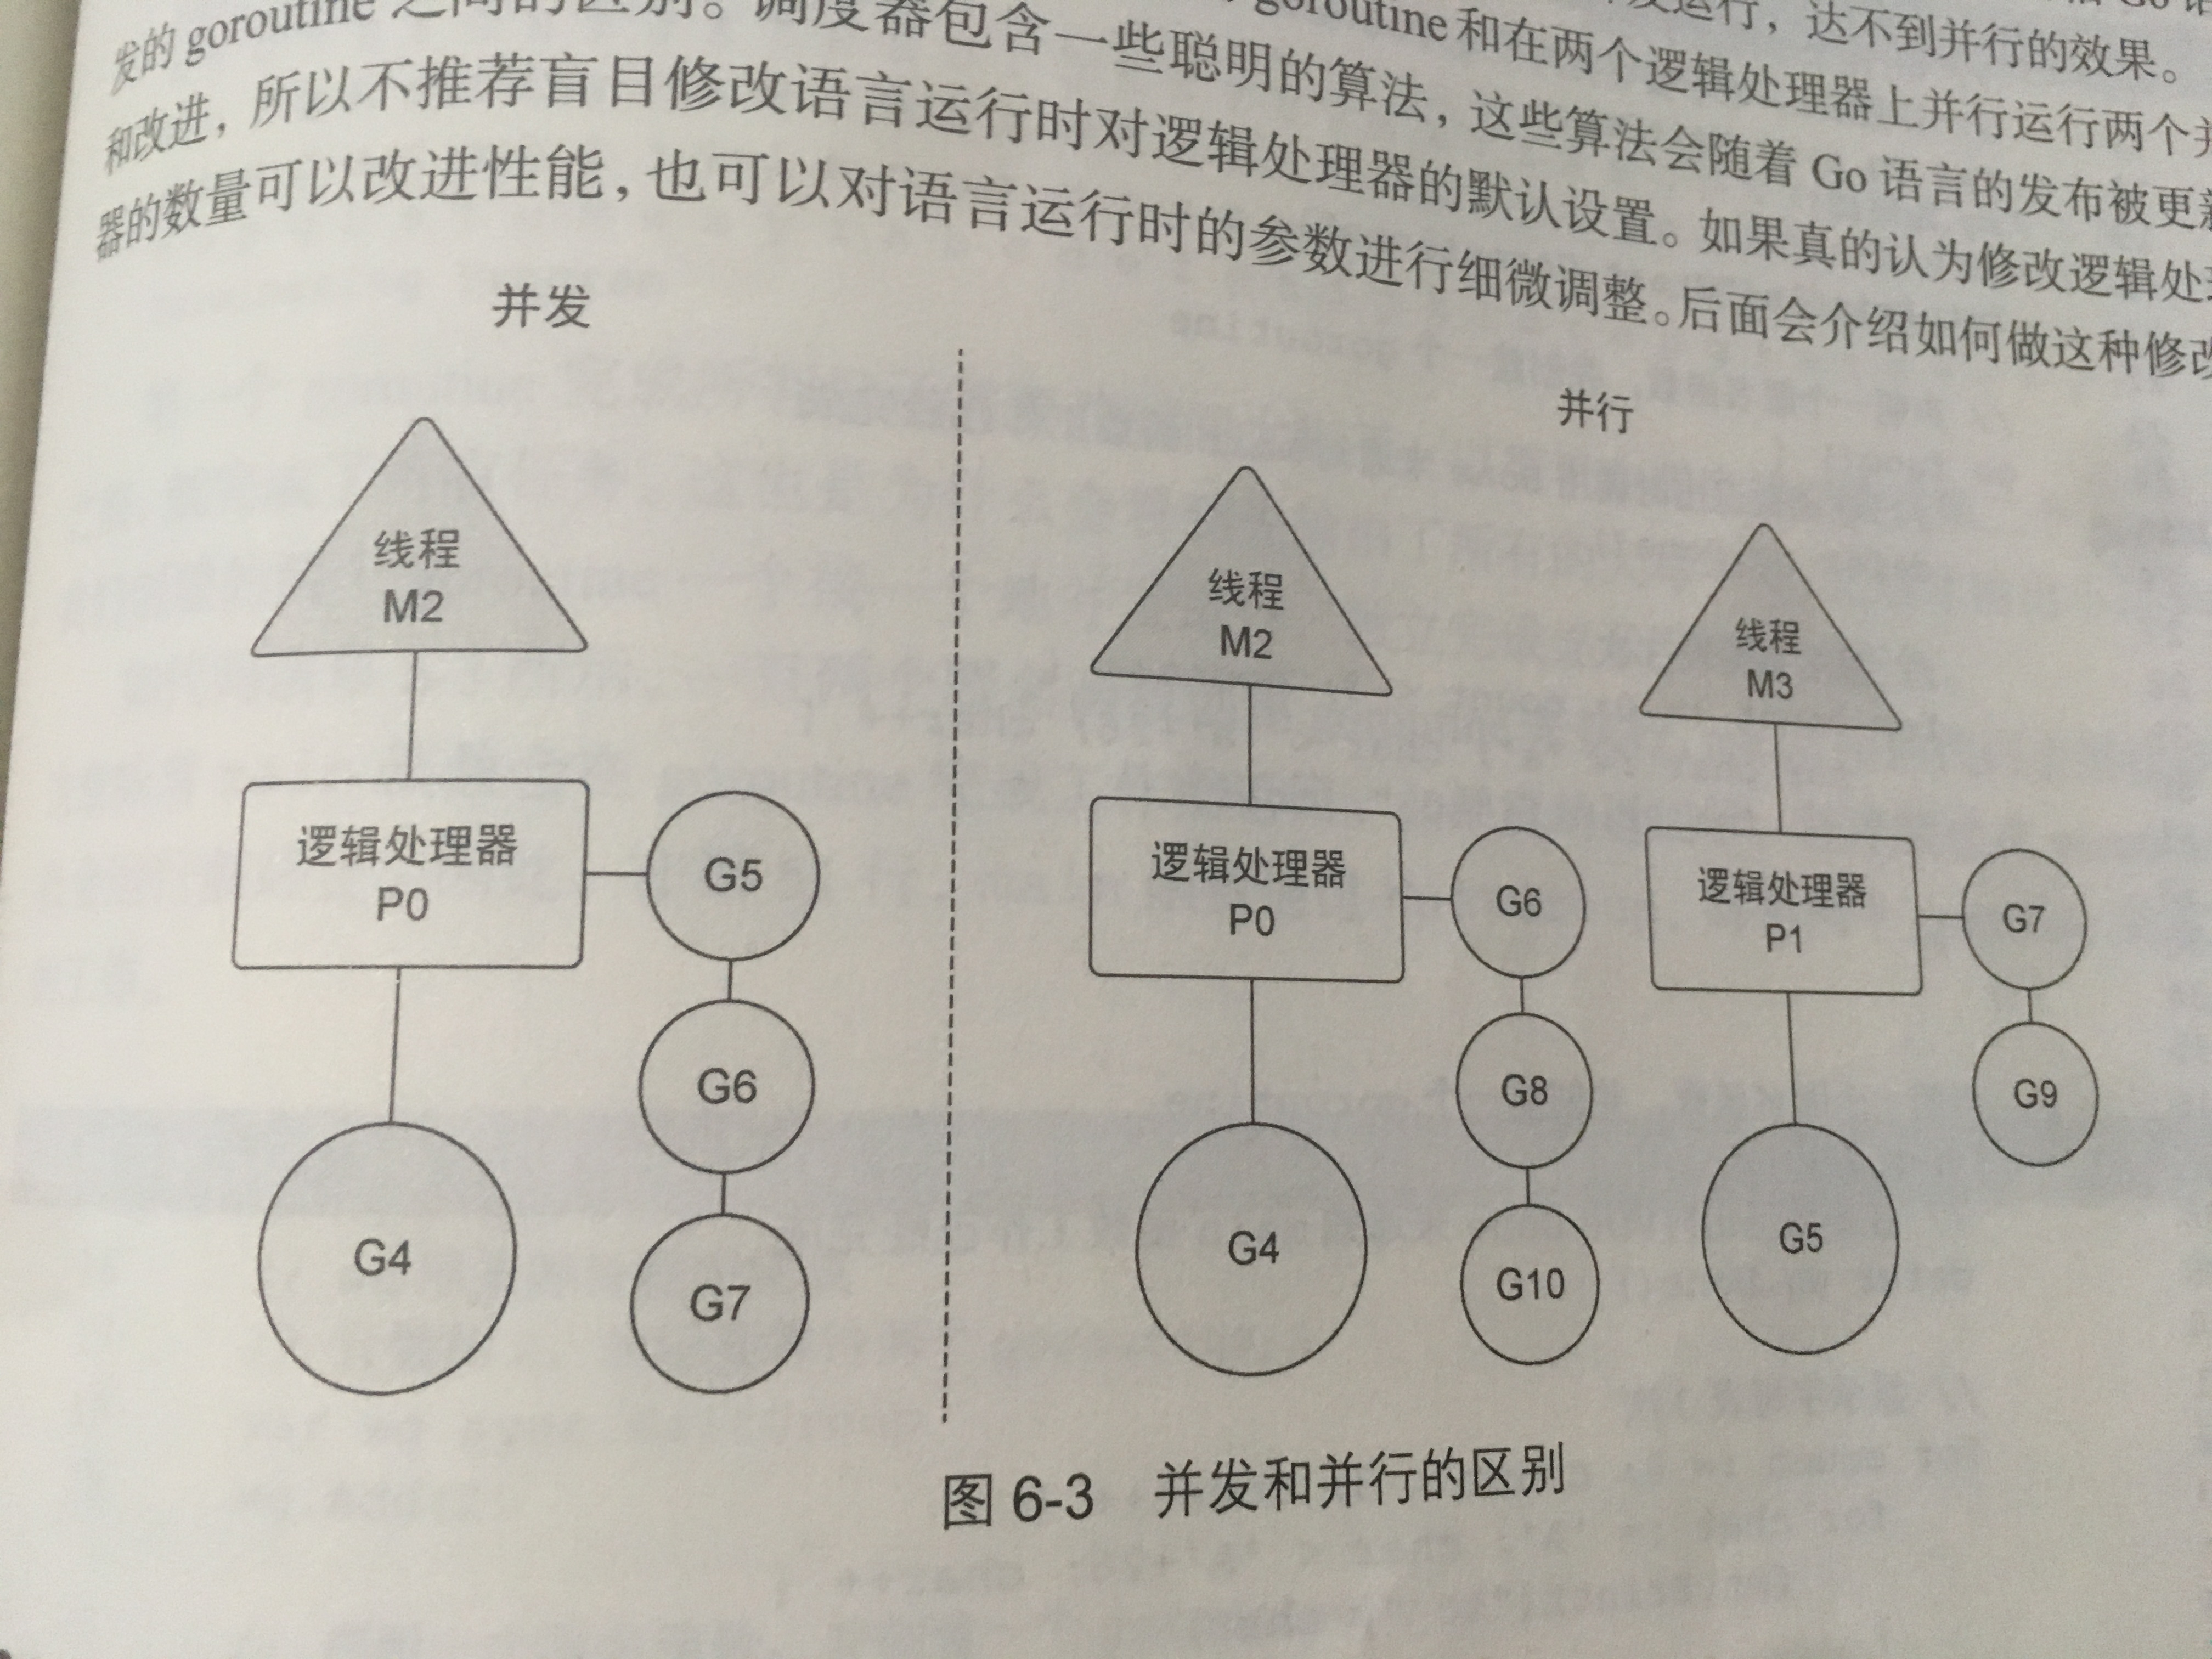 发的 goroutine 之间的区别。调度器包含一些聪明的算法，这些算法会随着 Go 语言的发布被更新
和改进，所以不推荐盲目修改语言运行时对逻辑处理器的默认设置。如果真的认为修改逻辑处理
器的数量可以改进性能，也可以对语言运行时的参数进行细微调整。后面会介绍如何做这种修改
goroutine 和在两个逻辑处理器上并行运行两个并
运行，达不到并行的效果。
并发
并行
线程
M2
逻辑处理器
P0
G5
G6
G7
G4
线程
M2
逻辑处理器
P0
G6
G8
G10
G4
线程
M3
逻辑处理器
P1
G7
G9
G5
图 6-3 并发和并行的区别